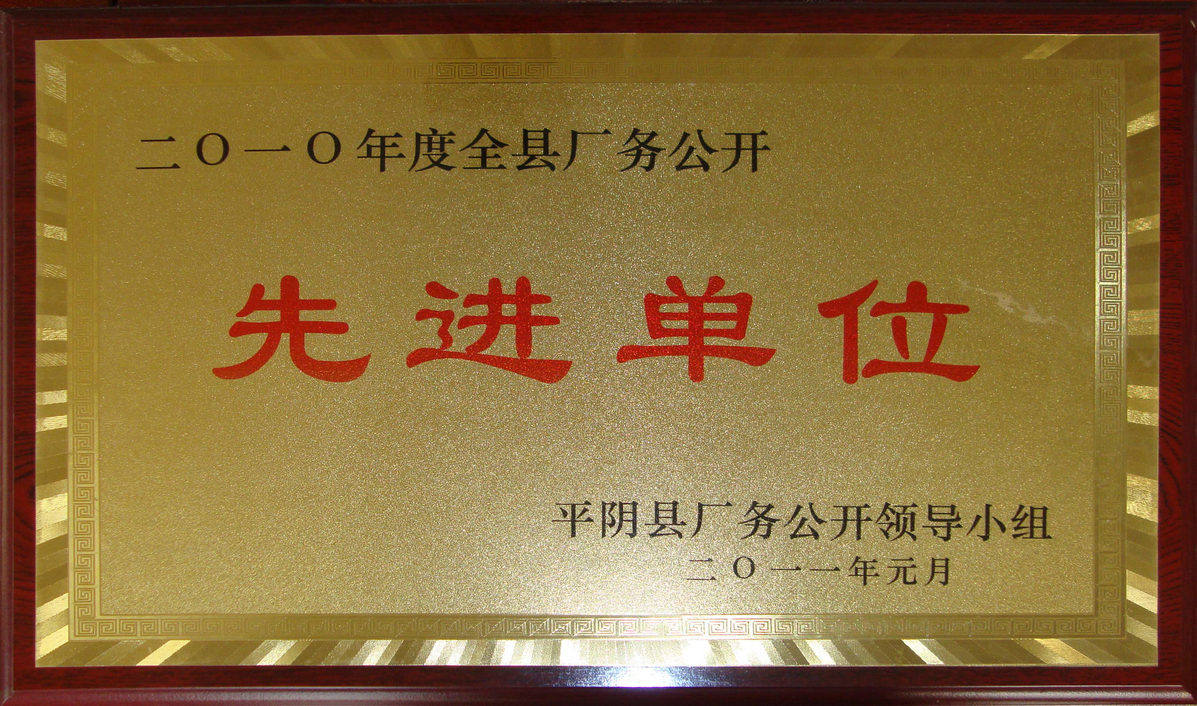 二〇一〇年度全县厂务公开
先进单位
平阴县厂务公开领导小组
二〇一一年元月